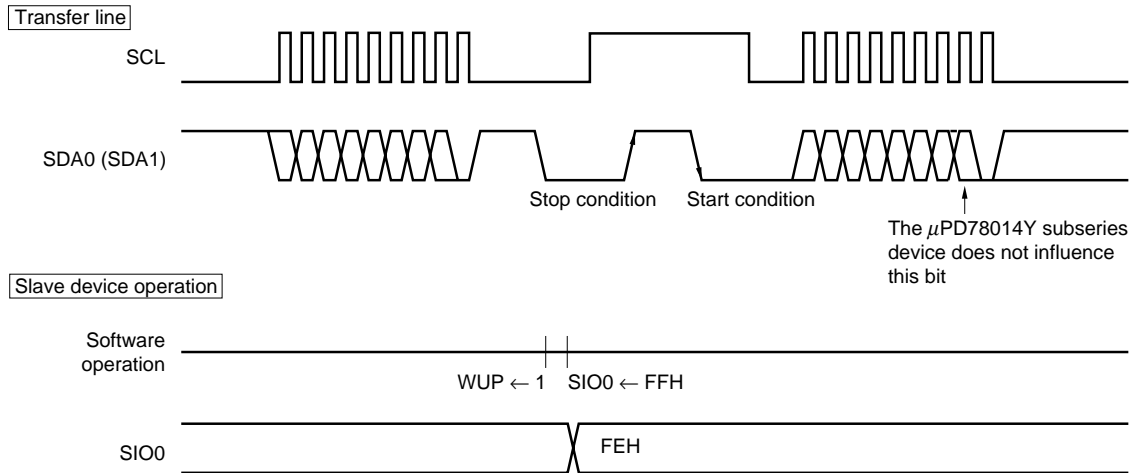 Transfer line
SCL
SDA0 (SDA1)
Stop condition
Start condition
The μPD78014Y subseries
device does not influence
this bit
Slave device operation
Software
operation
WUP ← 1
SIO0 ← FFH
SIO0
FEH